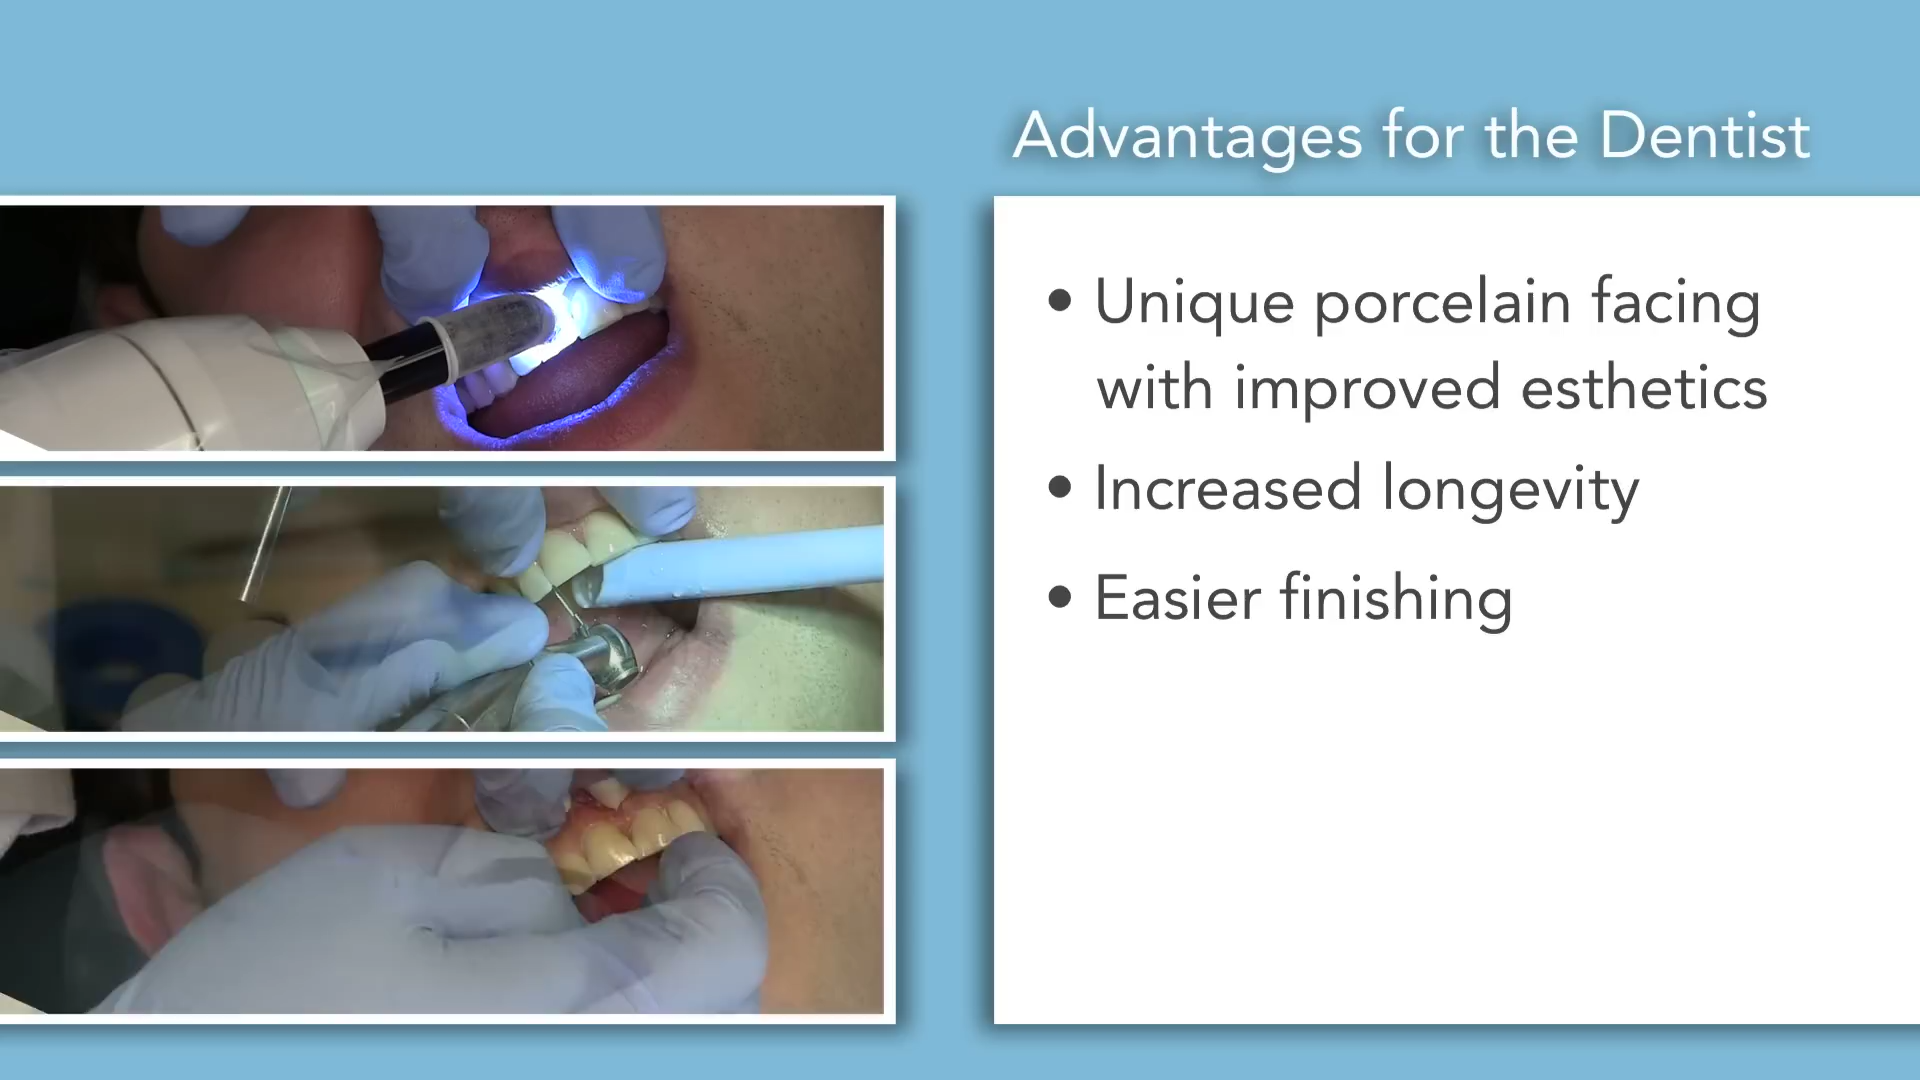 Advantages for the Dentist
• Unique porcelain facing
with improved esthetics
• Increased longevity
• Easier finishing